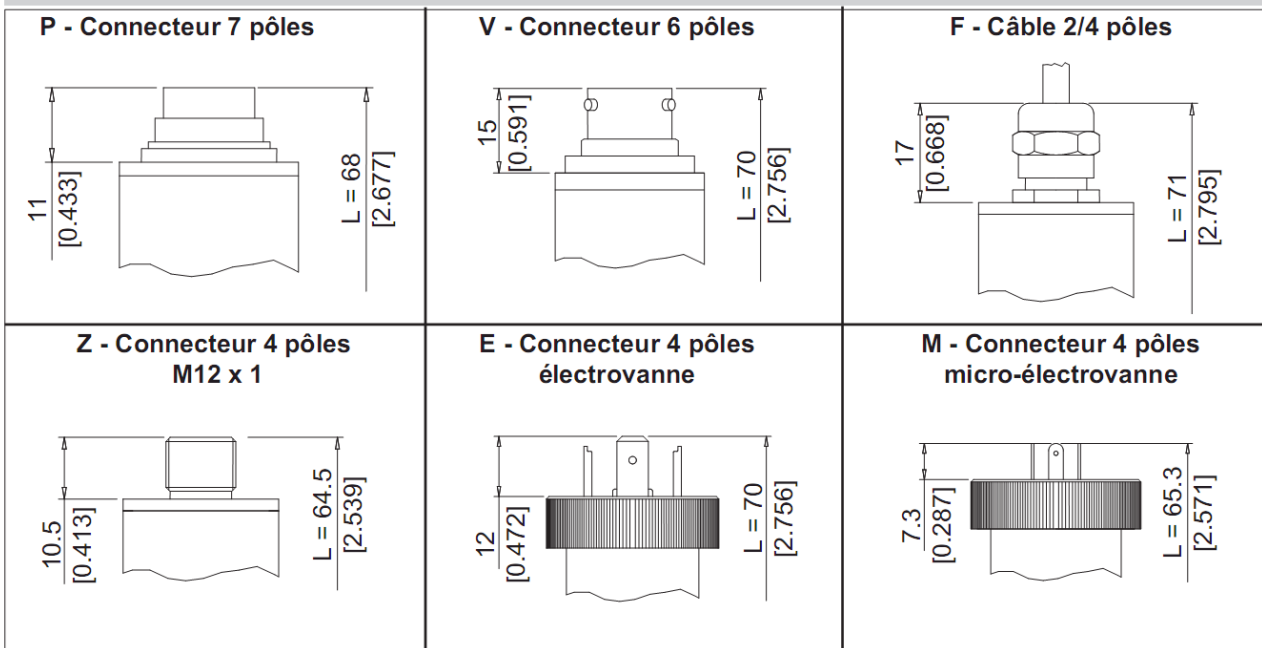 P - Connecteur 7 pôles
11
[0.433]
L = 68
[2.677]
V - Connecteur 6 pôles
15
[0.591]
L = 70
[2.756]
F - Câble 2/4 pôles
17
[0.668]
L = 71
[2.795]
Z - Connecteur 4 pôles
M12 x 1
10.5
[0.413]
L = 64.5
[2.539]
E - Connecteur 4 pôles
électrovanne
12
[0.472]
L = 70
[2.756]
M - Connecteur 4 pôles
micro-électrovanne
7.3
[0.287]
L = 65.3
[2.571]